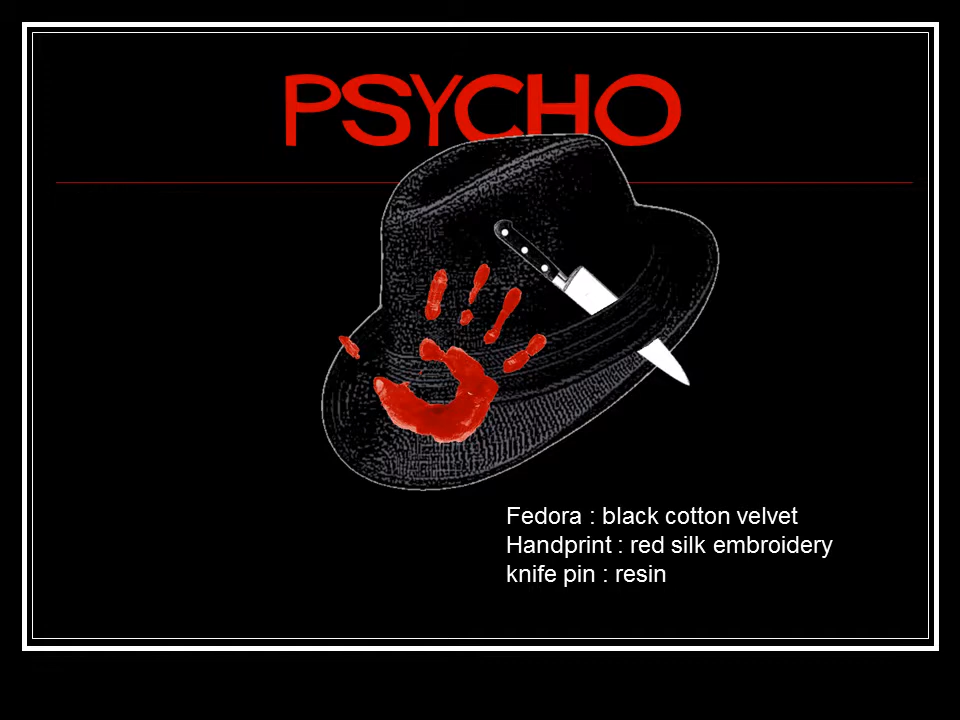 PSYCHO
Fedora : black cotton velvet
Handprint : red silk embroidery
knife pin : resin